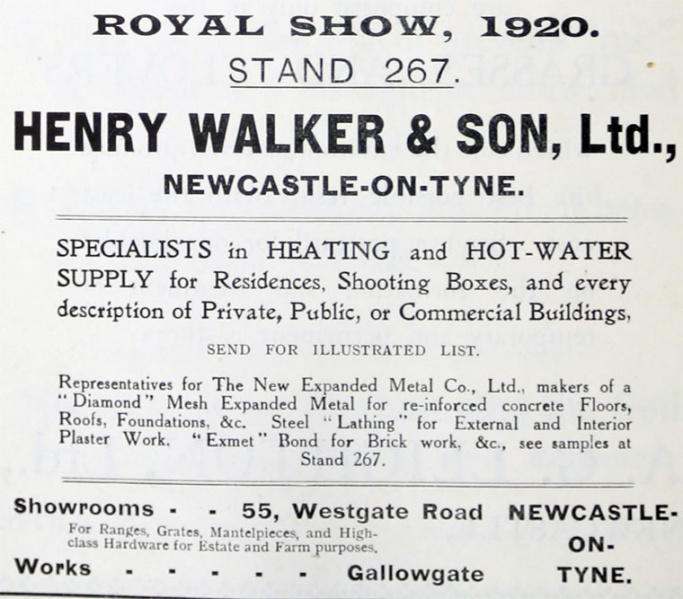 ROYAL SHOW, 1920.
STAND 267.
HENRY WALKER & SON, Ltd.,
NEWCASTLE-ON-TYNE.
SPECIALISTS in HEATING and HOT-WATER
SUPPLY for Residences, Shooting Boxes, and every
description of Private, Public, or Commercial Buildings,
SEND FOR ILLUSTRATED LIST.
Representatives for The New Expanded Metal Co., Ltd., makers of a
"Diamond" Mesh Expanded Metal for re-inforced concrete Floors,
Roofs, Foundations, &c. Steel "Lathing" for External and Interior
Plaster Work. "Exmet" Bond for Brick work, &c., see samples at
Stand 267.
Showrooms - - 55, Westgate Road
For Ranges, Grates, Mantelpieces, and High-
class Hardware for Estate and Farm purposes.
Works - - - - - Gallowgate
NEWCASTLE-
ON-
TYNE.